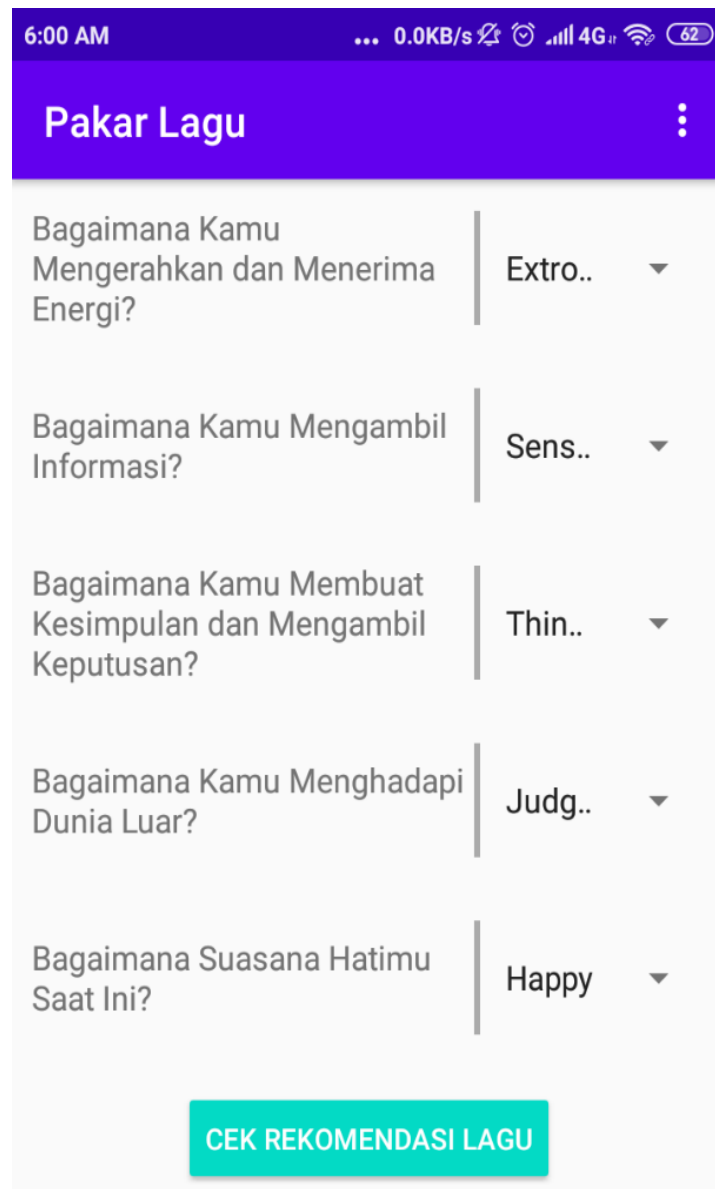 6:00 AM ... 0.0KB/s 4G 62
Pakar Lagu
Bagaimana Kamu
Mengerahkan dan Menerima
Energi?
Extro..
Bagaimana Kamu Mengambil
Informasi?
Sens..
Bagaimana Kamu Membuat
Kesimpulan dan Mengambil
Keputusan?
Thin..
Bagaimana Kamu Menghadapi
Dunia Luar?
Judg..
Bagaimana Suasana Hatimu
Saat Ini?
Happy
CEK REKOMENDASI LAGU